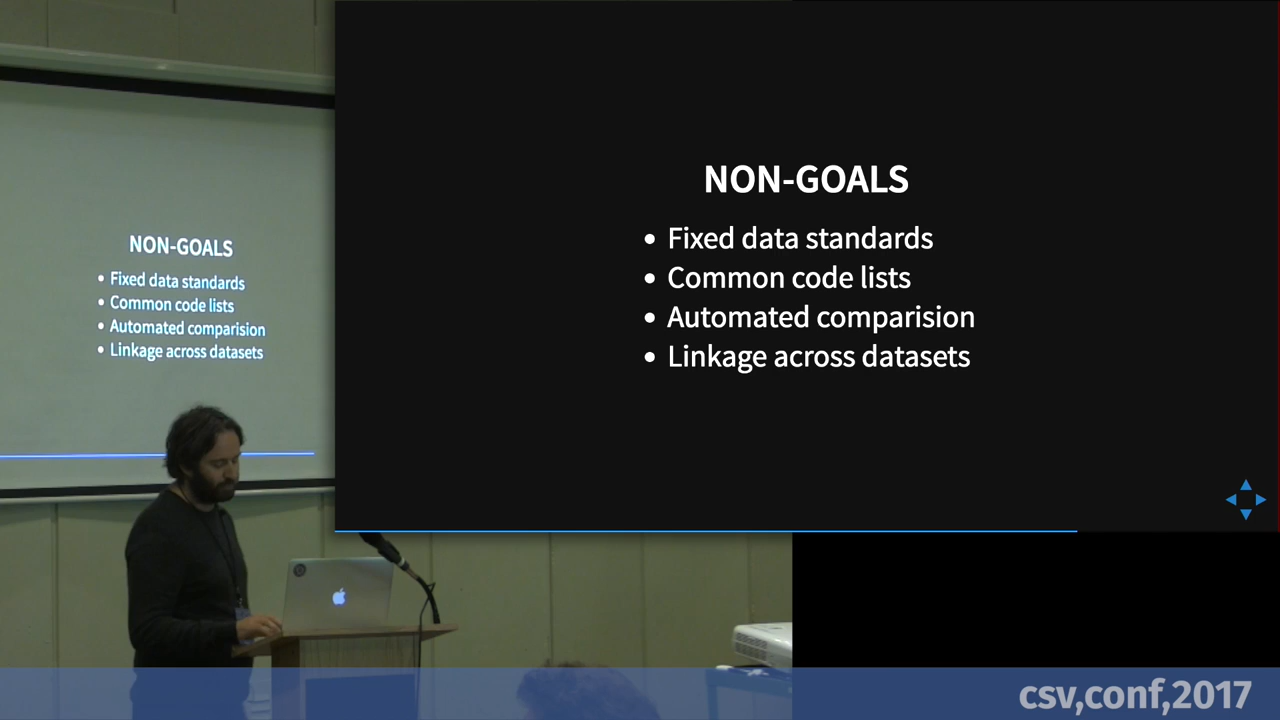 NON-GOALS
• Fixed data standards
• Common code lists
• Automated comparision
• Linkage across datasets
NON-GOALS
• Fixed data standards
• Common code lists
• Automated comparision
• Linkage across datasets
csv,conf,2017